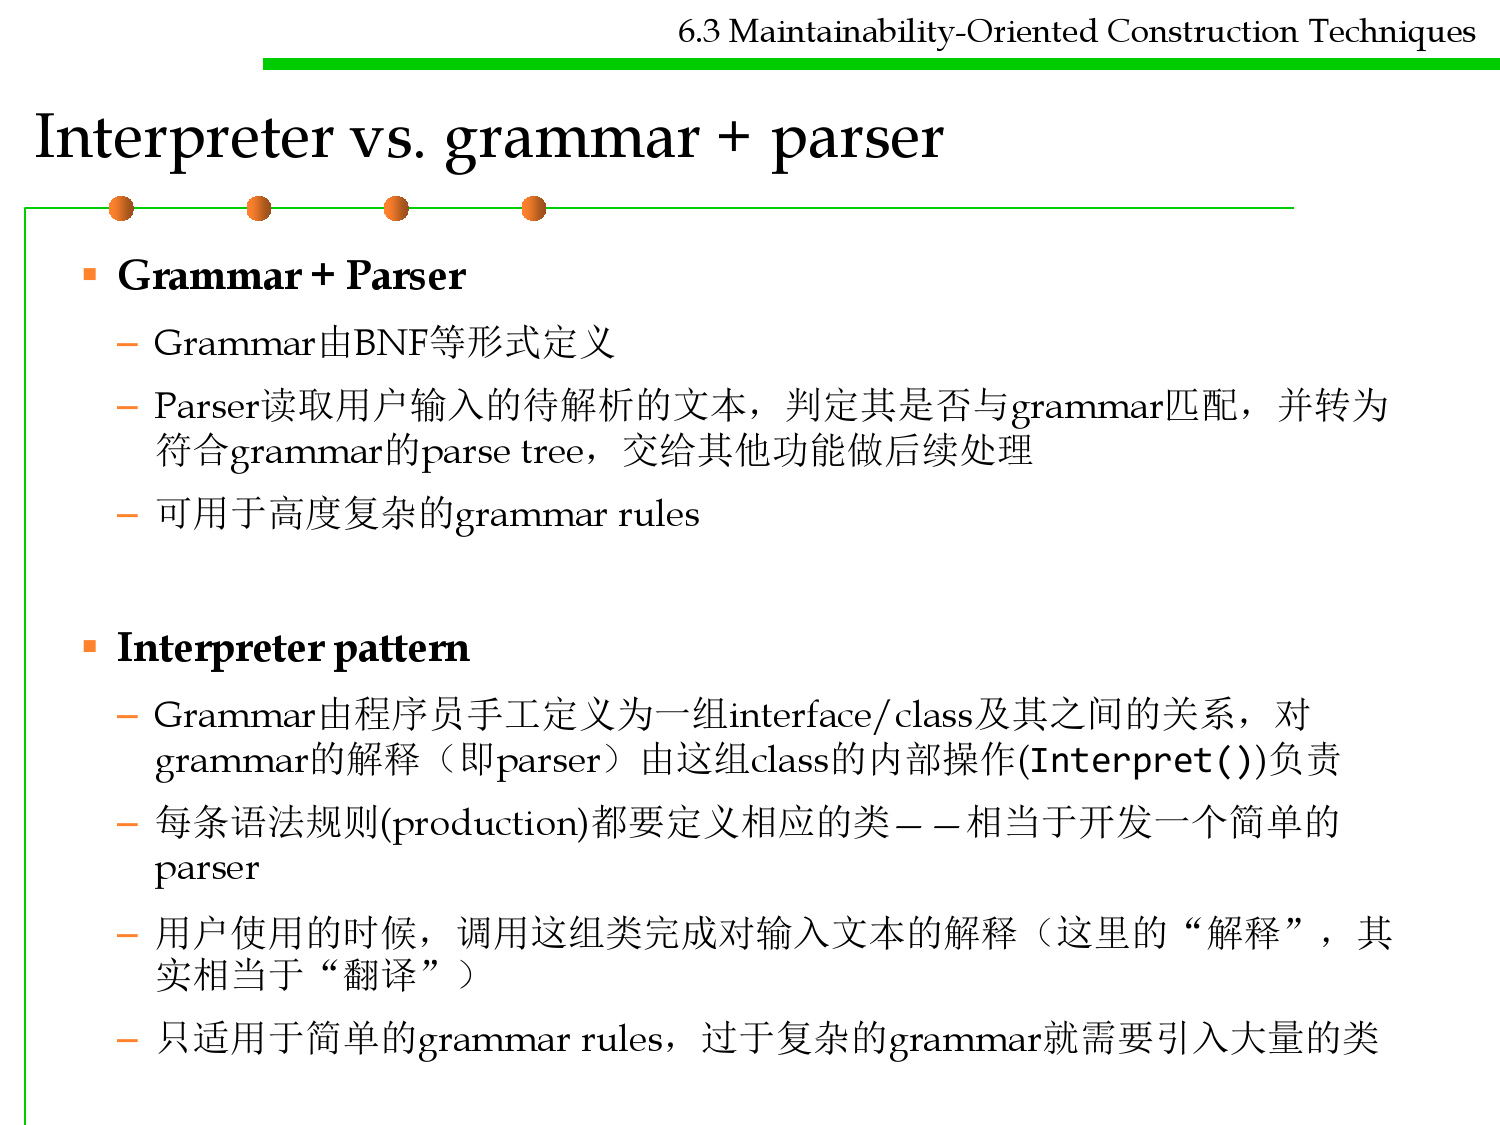 6.3 Maintainability-Oriented Construction Techniques
Interpreter vs. grammar + parser
▪ Grammar + Parser
– Grammar由BNF等形式定义
– Parser读取用户输入的待解析的文本，判定其是否与grammar匹配，并转为
符合grammar的parse tree，交给其他功能做后续处理
– 可用于高度复杂的grammar rules
▪ Interpreter pattern
– Grammar由程序员手工定义为一组interface/class及其之间的关系，对
grammar的解释（即parser）由这组class的内部操作(Interpret())负责
– 每条语法规则(production)都要定义相应的类——相当于开发一个简单的
parser
– 用户使用的时候，调用这组类完成对输入文本的解释（这里的“解释”，其
实相当于“翻译”）
– 只适用于简单的grammar rules，过于复杂的grammar就需要引入大量的类